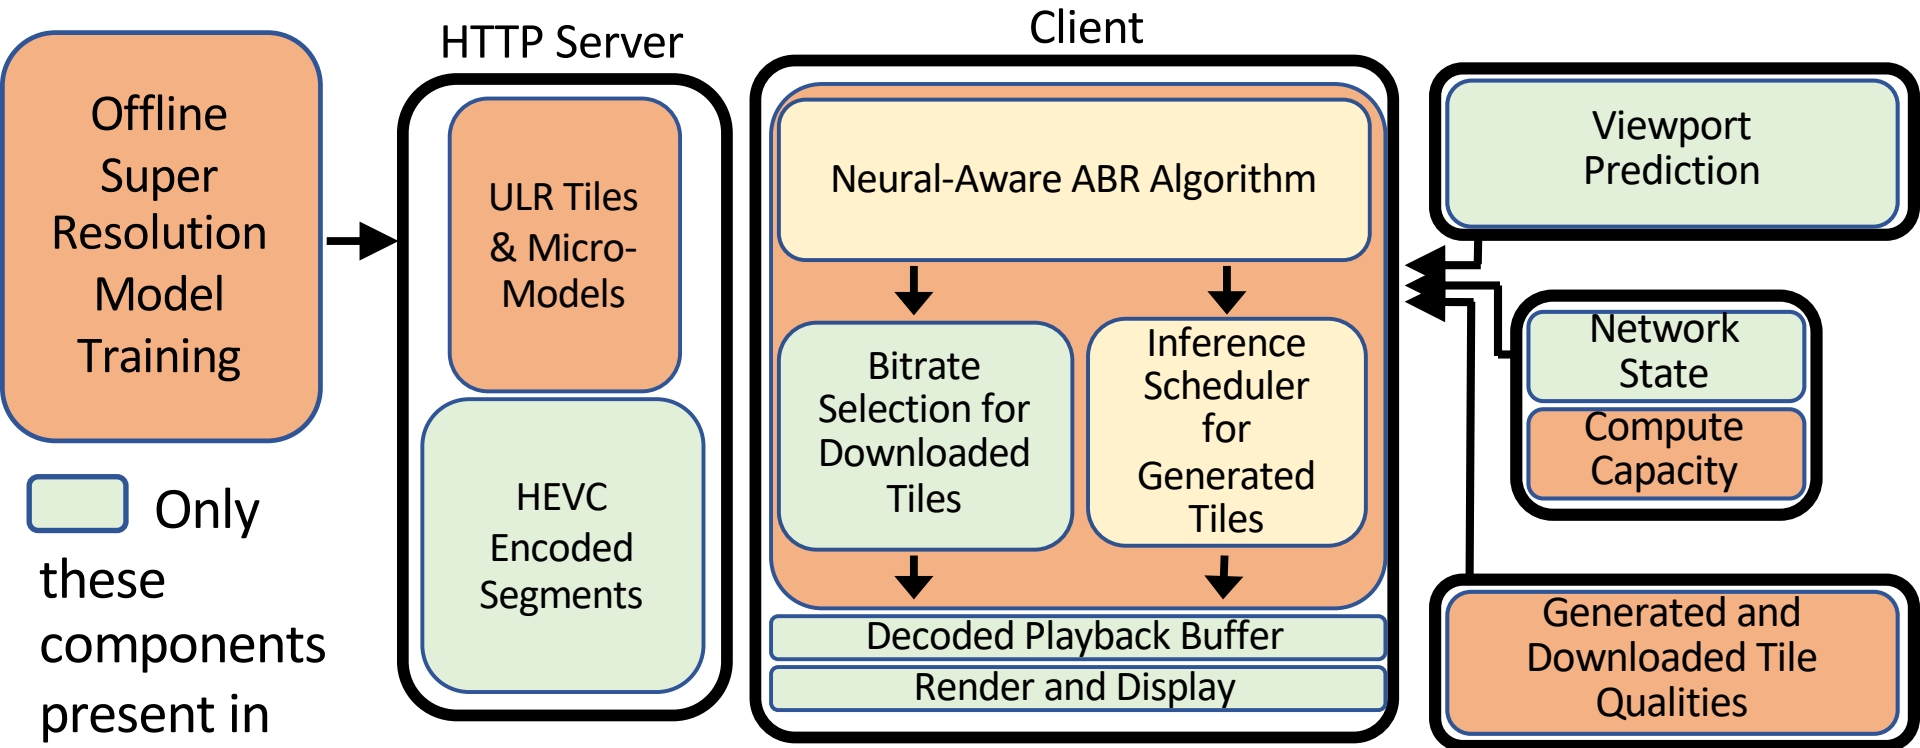 Offline
Super
Resolution
Model
Training
Only
these
components
present in
HTTP Server
ULR Tiles
& Micro-
Models
HEVC
Encoded
Segments
Client
Neural-Aware ABR Algorithm
Bitrate
Selection for
Downloaded
Tiles
Inference
Scheduler
for
Generated
Tiles
Decoded Playback Buffer
Render and Display
Viewport
Prediction
Network
State
Compute
Capacity
Generated and
Downloaded Tile
Qualities